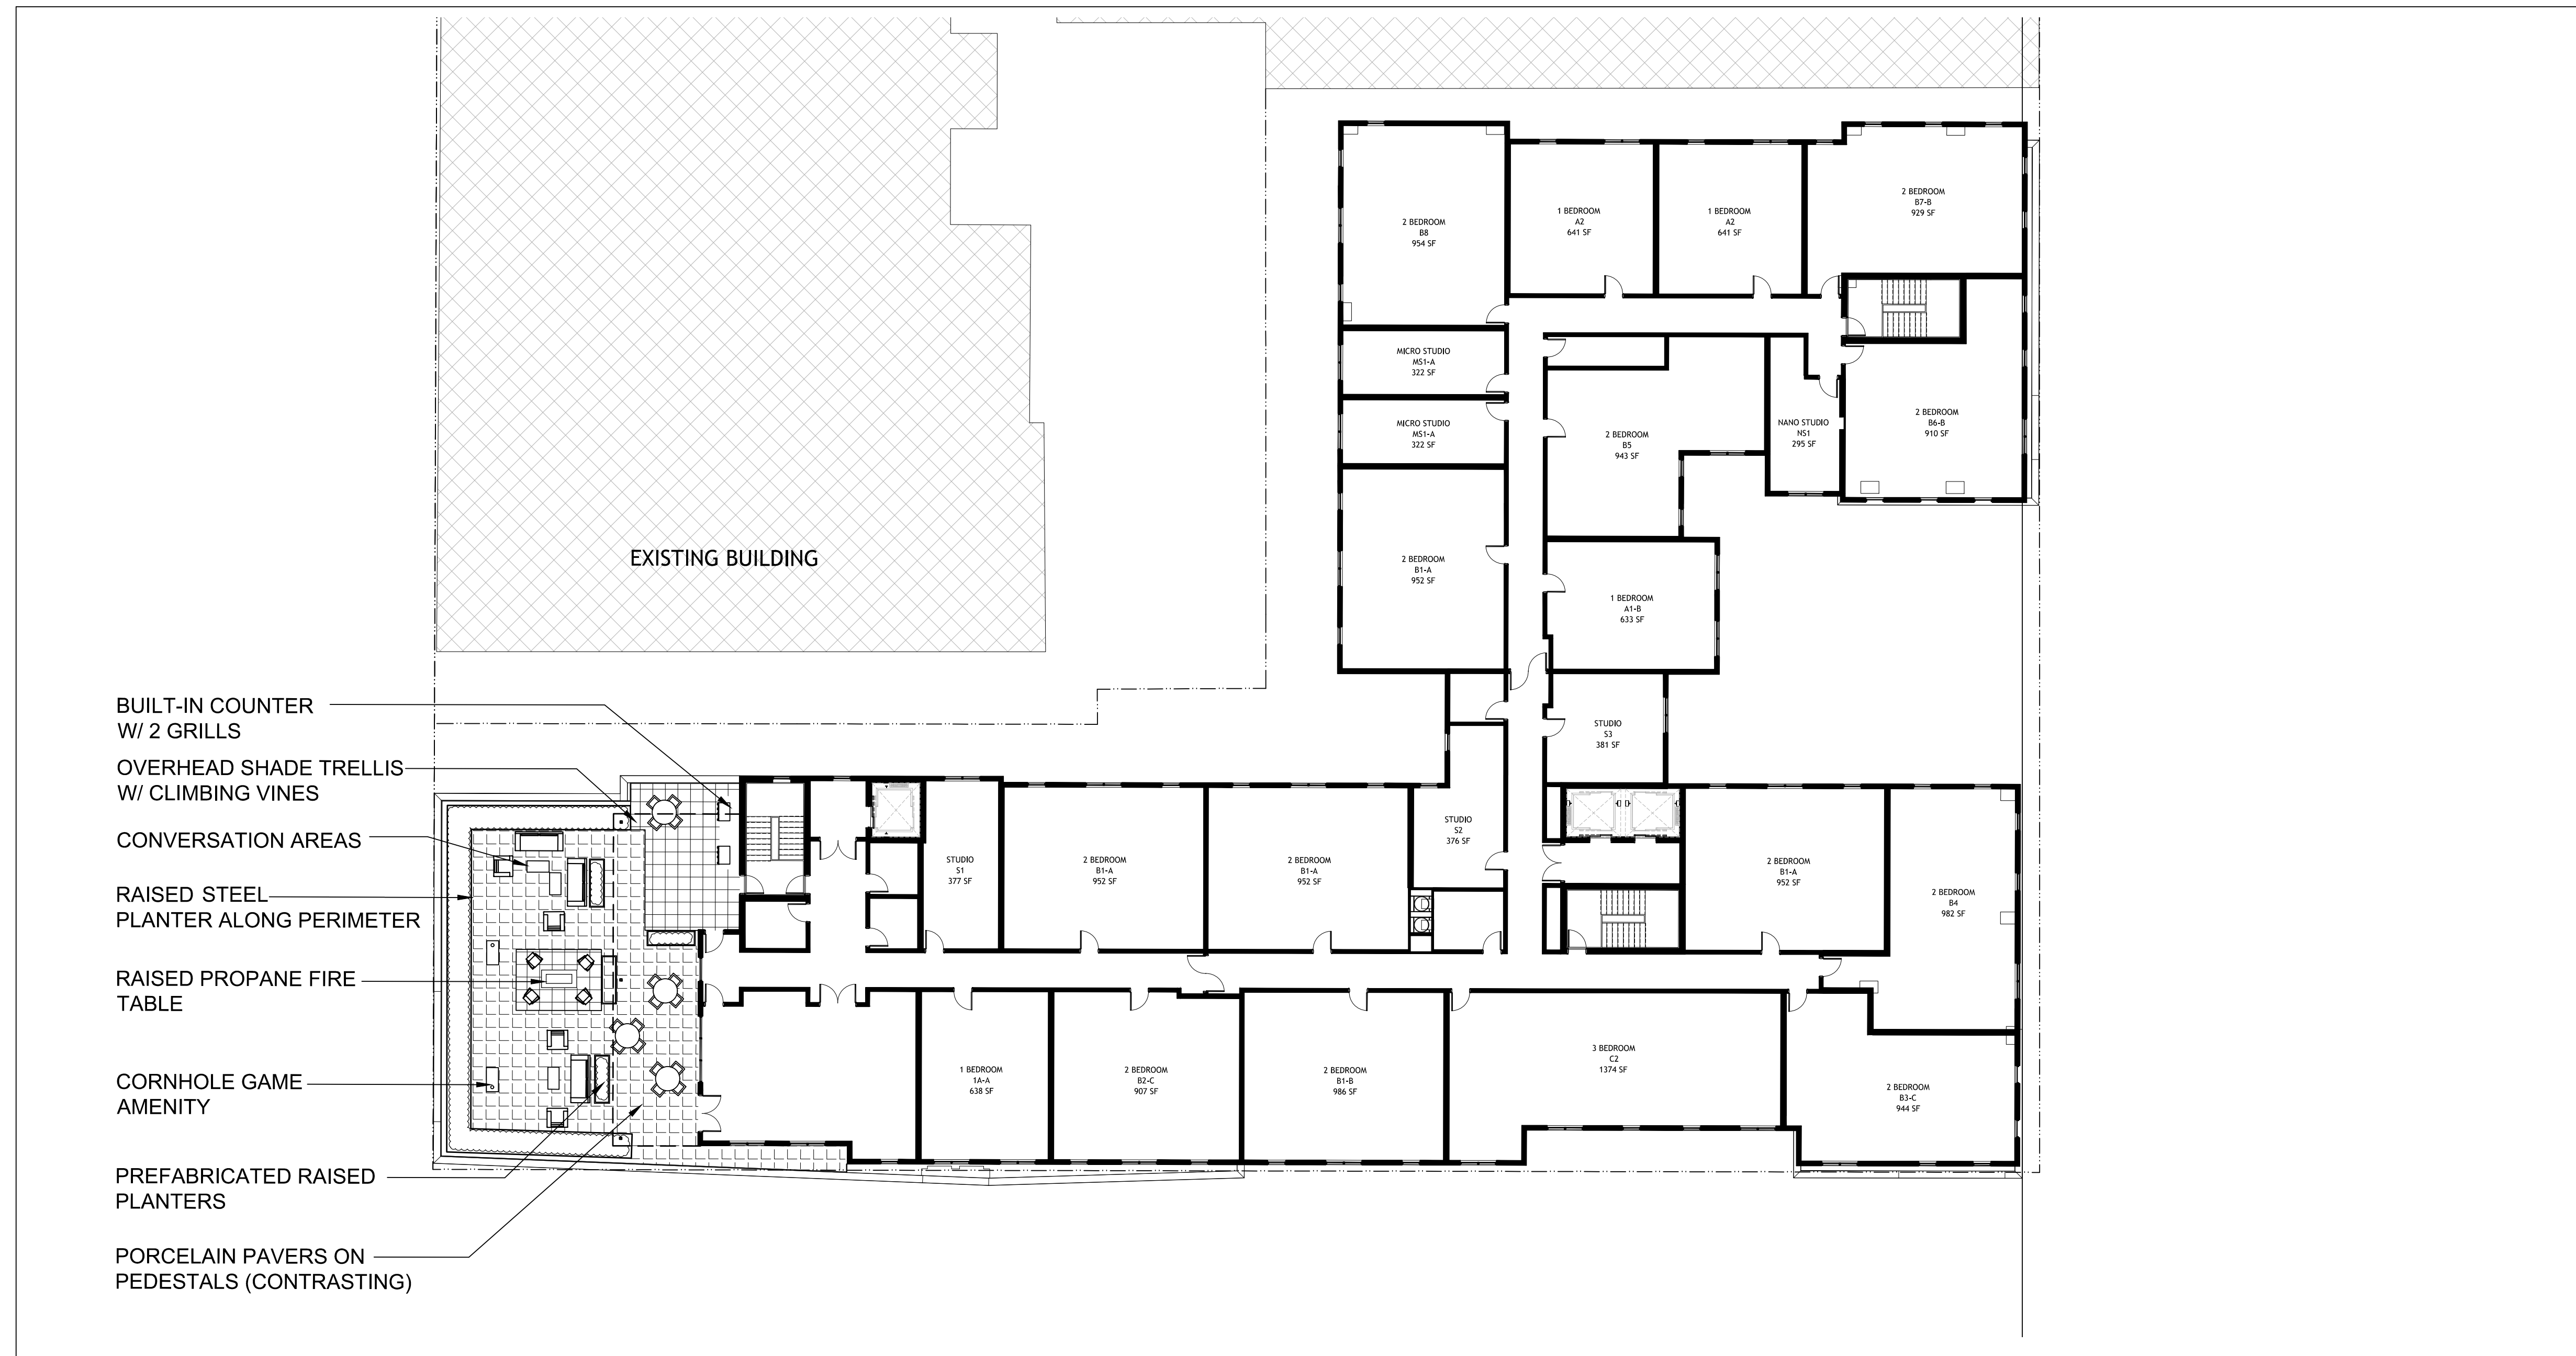 2 BEDROOM
B8
954 SF
1 BEDROOM
A2
641 SF
1 BEDROOM
A2
641 SF
2 BEDROOM
B7-B
929 SF
MICRO STUDIO
MS1-A
322 SF
MICRO STUDIO
MS1-A
322 SF
2 BEDROOM
B5
943 SF
NANO STUDIO
NS1
295 SF
2 BEDROOM
B6-B
910 SF
EXISTING BUILDING
2 BEDROOM
B1-A
952 SF
1 BEDROOM
A1-B
633 SF
STUDIO
S3
381 SF
BUILT-IN COUNTER
W/ 2 GRILLS
OVERHEAD SHADE TRELLIS
W/ CLIMBING VINES
CONVERSATION AREAS
RAISED STEEL
PLANTER ALONG PERIMETER
RAISED PROPANE FIRE
TABLE
CORNHOLE GAME
AMENITY
PREFABRICATED RAISED
PLANTERS
PORCELAIN PAVERS ON
PEDESTALS (CONTRASTING)
STUDIO
S1
377 SF
2 BEDROOM
B1-A
952 SF
2 BEDROOM
B1-A
952 SF
STUDIO
S2
376 SF
2 BEDROOM
B1-A
952 SF
2 BEDROOM
B4
982 SF
1 BEDROOM
1A-A
638 SF
2 BEDROOM
B2-C
907 SF
2 BEDROOM
B1-B
986 SF
3 BEDROOM
C2
1374 SF
2 BEDROOM
B3-C
944 SF